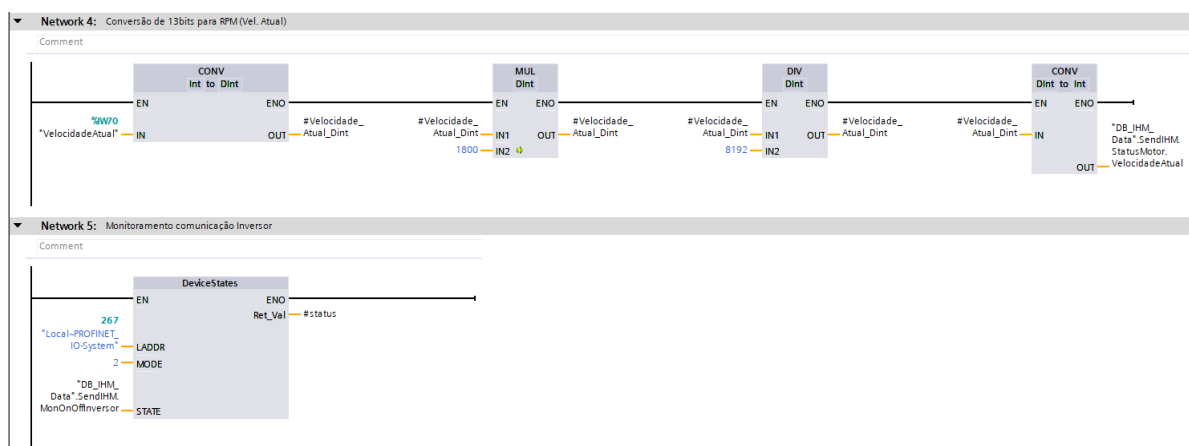 Network 4: Conversão de 13bits para RPM (Vel. Atual)
Comment
CONV
Int to Dint
EN ENO
%IW70
"VelocidadeAtual" IN
OUT #Velocidade_
Atual_Dint
MUL
Dint
EN ENO
#Velocidade_
Atual_Dint IN1
1800 IN2
OUT #Velocidade_
Atual_Dint
DIV
Dint
EN ENO
#Velocidade_
Atual_Dint IN1
8192 IN2
OUT #Velocidade_
Atual_Dint
CONV
Dint to Int
EN ENO
#Velocidade_
Atual_Dint IN
"DB_IHM_
Data".SendIHM.
StatusMotor.
OUT VelocidadeAtual
Network 5: Monitoramento comunicação Inversor
Comment
DeviceStates
EN ENO
Ret_Val #status
267
"Local~PROFINET_
IO-System" LADDR
2 MODE
"DB_IHM_
Data".SendIHM.
MonOnOffInversor STATE